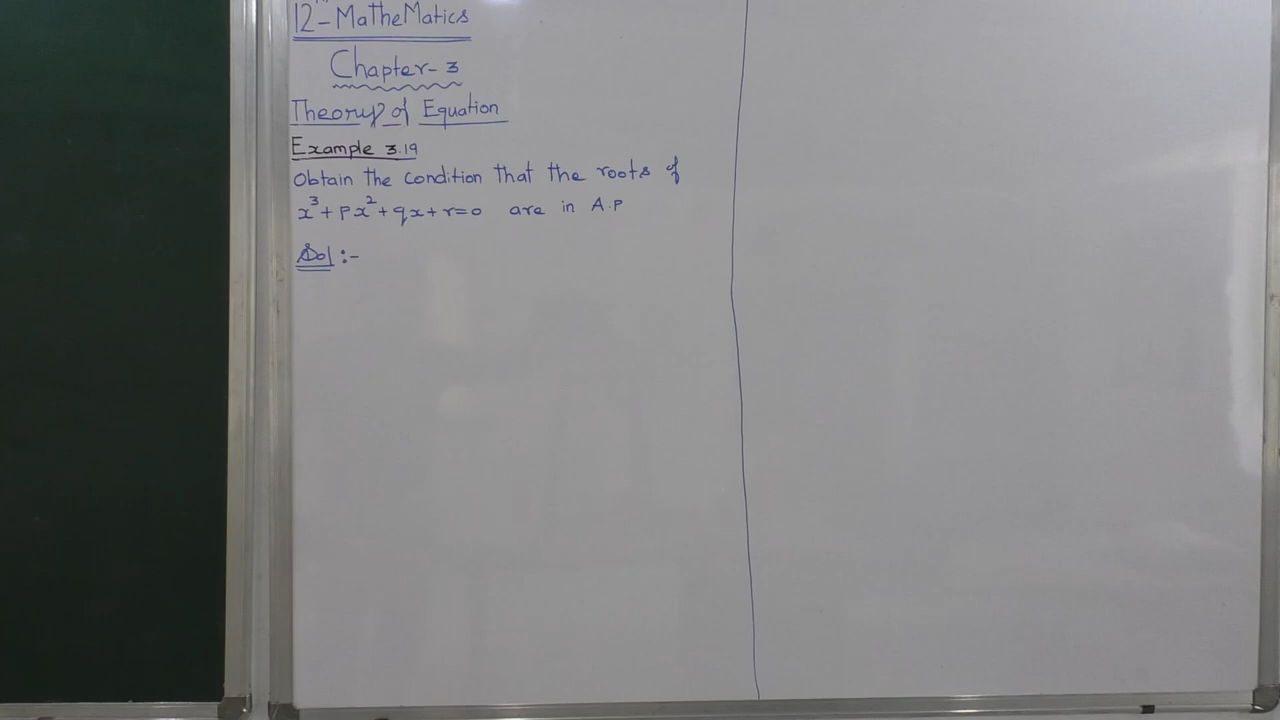 12th - MatheMatics
Chapter - 3
Theory of Equation
Example 3.19
Obtain the condition that the roots of
x³ + px² + qx + r = 0 are in A.P
Sol :-